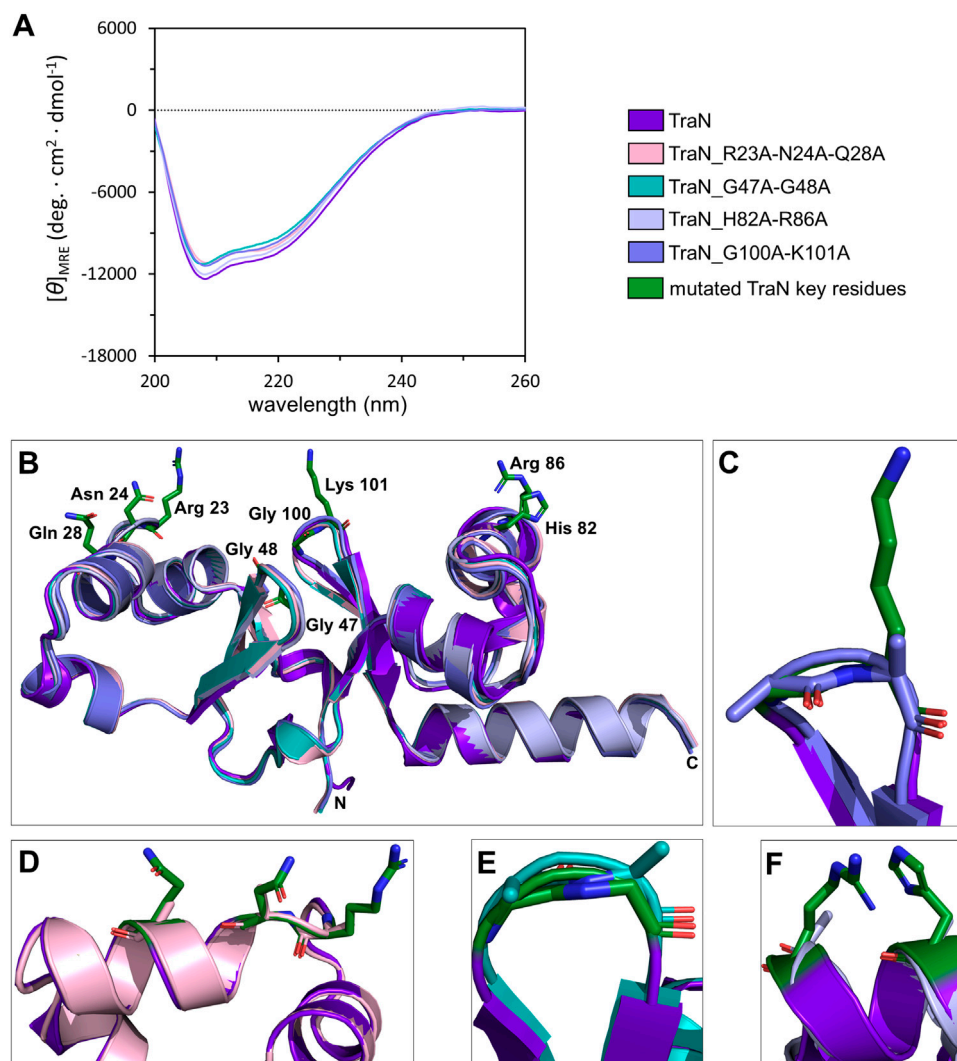 A
6000
0
-6000
-12000
-18000
[θ]MRE (deg. · cm2 · dmol-1)
200
220
240
260
wavelength (nm)
TraN
TraN_R23A-N24A-Q28A
TraN_G47A-G48A
TraN_H82A-R86A
TraN_G100A-K101A
mutated TraN key residues
B
Asn 24
Gln 28
Arg 23
Lys 101
Gly 100
Gly 48
Gly 47
Arg 86
His 82
N
C
C
D
E
F